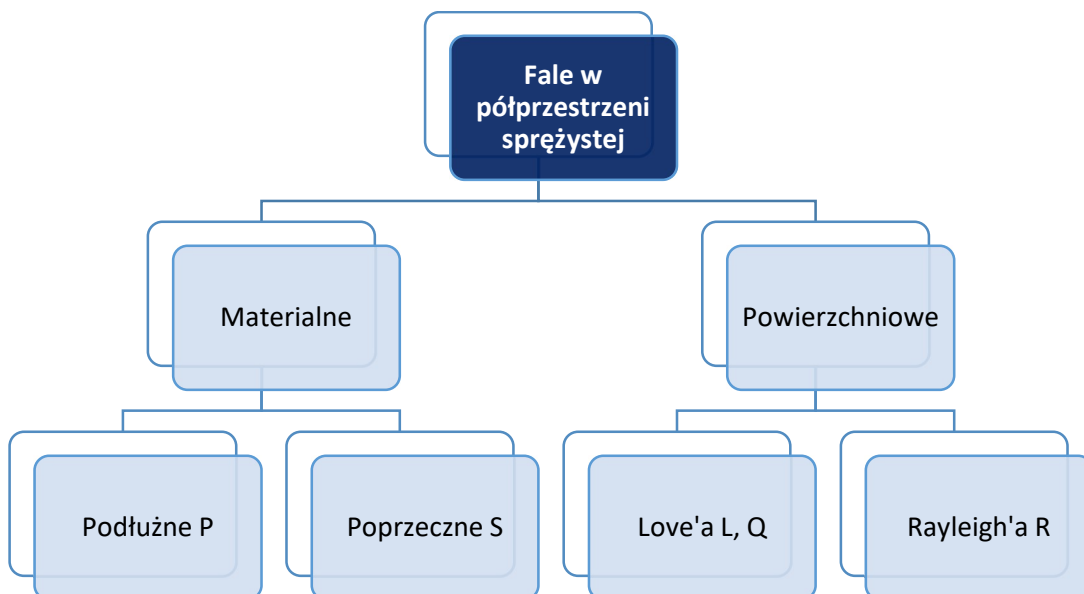 Fale w
półprzestrzeni
sprężystej
Materialne
Powierzchniowe
Podłużne P
Poprzeczne S
Love'a L, Q
Rayleigh'a R